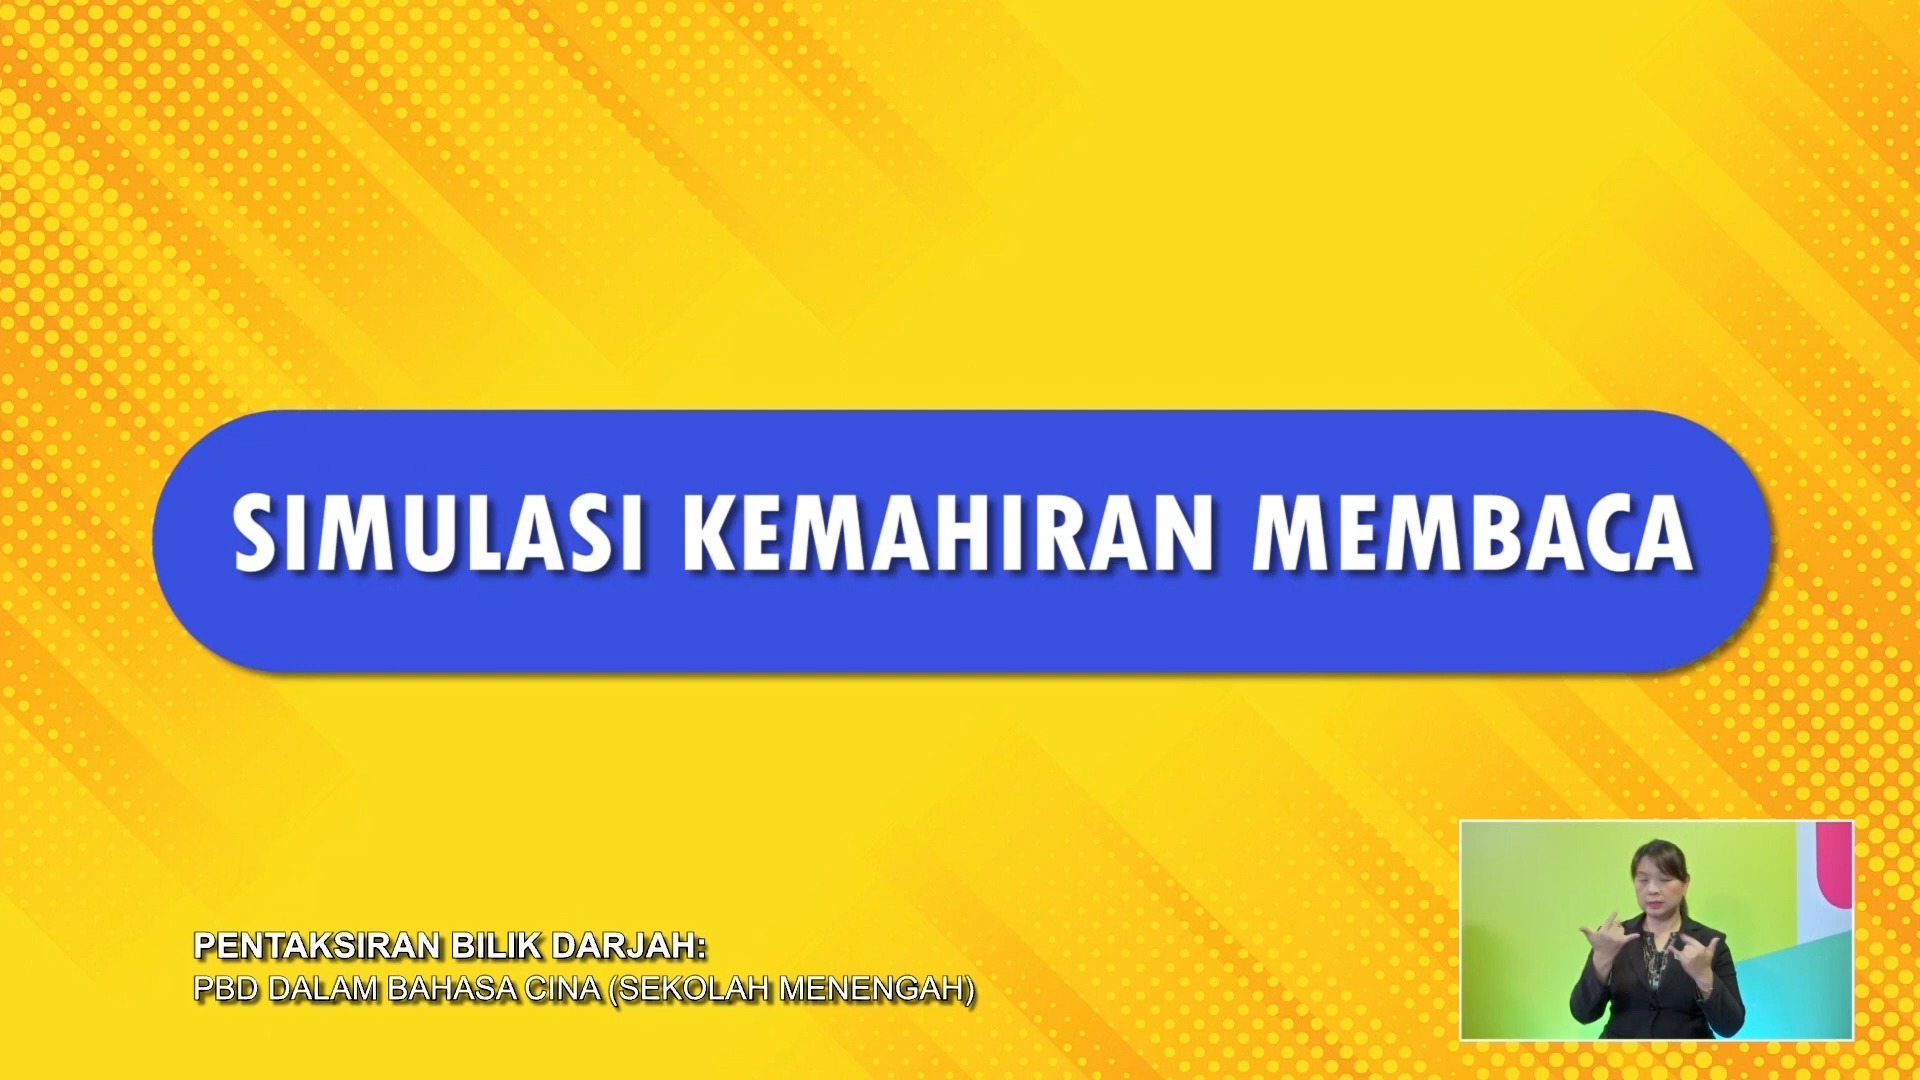 SIMULASI KEMAHIRAN MEMBACA
PENTAKSIRAN BILIK DARJAH:
PBD DALAM BAHASA CINA (SEKOLAH MENENGAH)